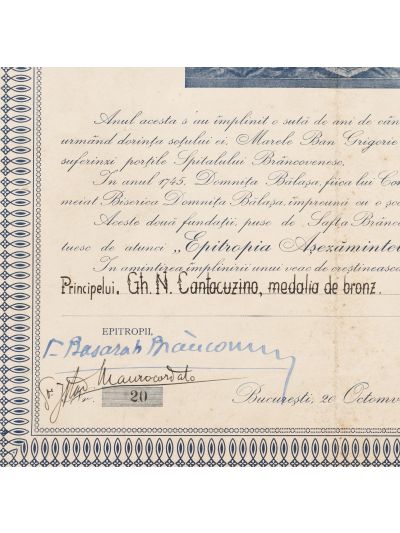 Anul acesta s'au împlinit o sută de ani de cân
urmând dorința soțului ei, Marele Ban Grigorie
suferinzi porțile Spitalului Brâncovenesc.
In anul 1745, Domnița Bălașa, fiica lui Con
meiat Biserica Domnița Bălașa, împreună cu o șco
Aceste două fundații, puse de Safta Brânco
tuesc de atunci „Epitropia Așezămintel
In amintirea împlinirii unui veac de creștinească
Principelui. Gh. N. Cantacuzino, medalia de bronz.
EPITROPII,
Basarab Brâncoveanu
Mavrocordato
Nr. 20
București, 20 Octomv